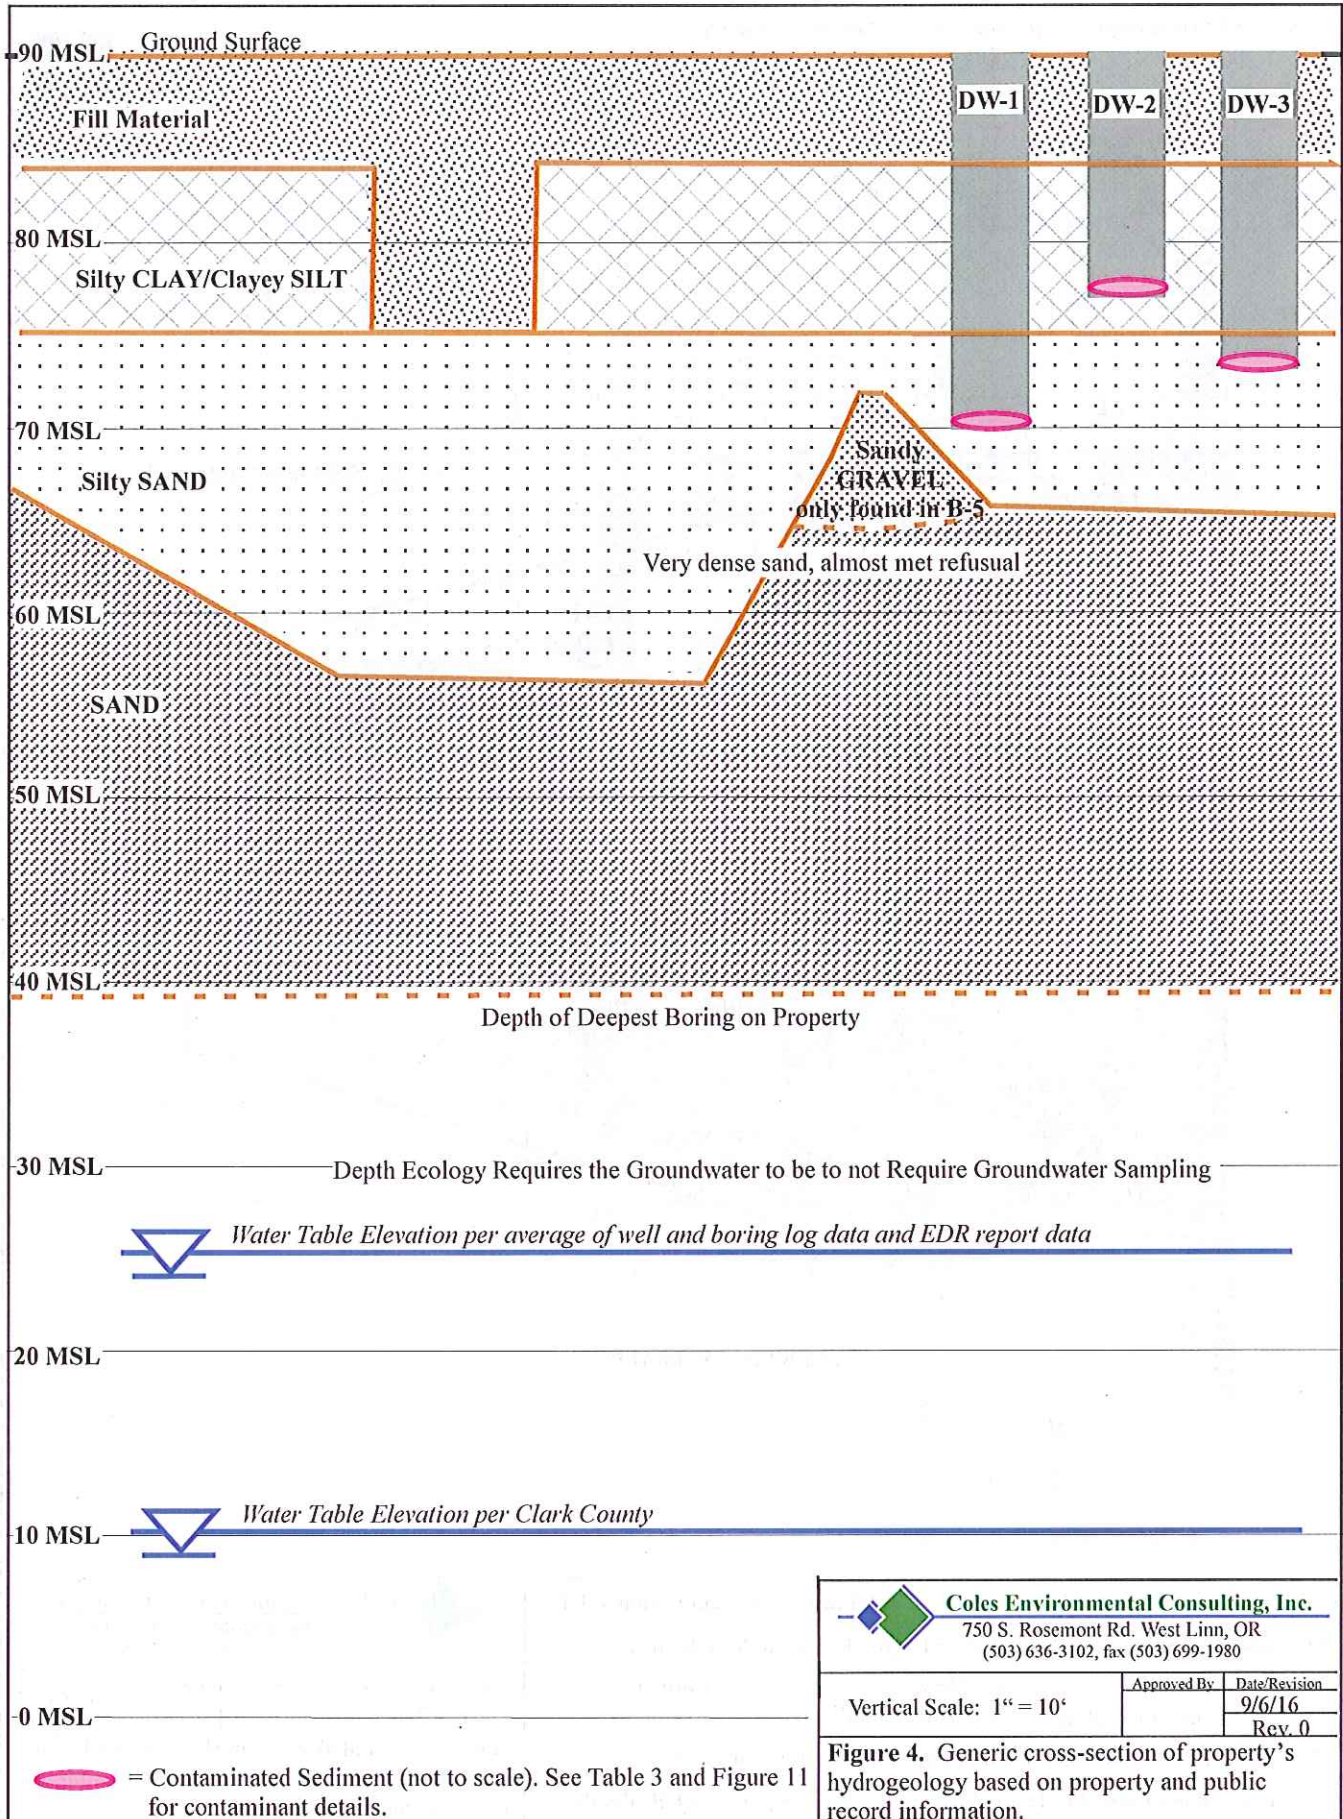 Ground Surface
90 MSL
DW-1
DW-2
DW-3
Fill Material
80 MSL
Silty CLAY/Clayey SILT
70 MSL
Sandy
GRAVEL
only found in B-5
Silty SAND
Very dense sand, almost met refusual
60 MSL
SAND
50 MSL
40 MSL
Depth of Deepest Boring on Property
30 MSL
Depth Ecology Requires the Groundwater to be to not Require Groundwater Sampling
Water Table Elevation per average of well and boring log data and EDR report data
20 MSL
Water Table Elevation per Clark County
10 MSL
0 MSL
= Contaminated Sediment (not to scale). See Table 3 and Figure 11
for contaminant details.
Coles Environmental Consulting, Inc.
750 S. Rosemont Rd. West Linn, OR
(503) 636-3102, fax (503) 699-1980
Vertical Scale: 1“ = 10‘
Approved By
Date/Revision
9/6/16
Rev. 0
Figure 4. Generic cross-section of property's
hydrogeology based on property and public
record information.